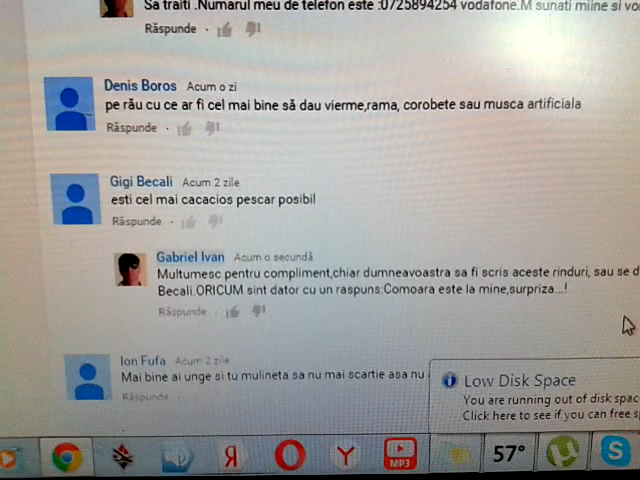 Sa traiti .Numarul meu de telefon este :0725894254 vodafone.M sunati miine si
Răspunde ·
Denis Boros Acum o zi
pe rău cu ce ar fi cel mai bine să dau vierme,rama, corobete sau musca artificiala
Răspunde ·
Gigi Becali Acum 2 zile
esti cel mai cacacios pescar posibil
Răspunde ·
Gabriel Ivan Acum o secundă
Multumesc pentru compliment,chiar dumneavoastra sa fi scris aceste rinduri, sau se d
Becali.ORICUM sint dator cu un raspuns:Comoara este la mine,surpriza...!
Răspunde ·
Ion Fufa Acum 2 zile
Mai bine ai unge si tu mulineta sa nu mai scartie asa nu
Răspunde ·
Low Disk Space
You are running out of disk spac
Click here to see if you can free s
Я
Y
MP3
57°
µ
S